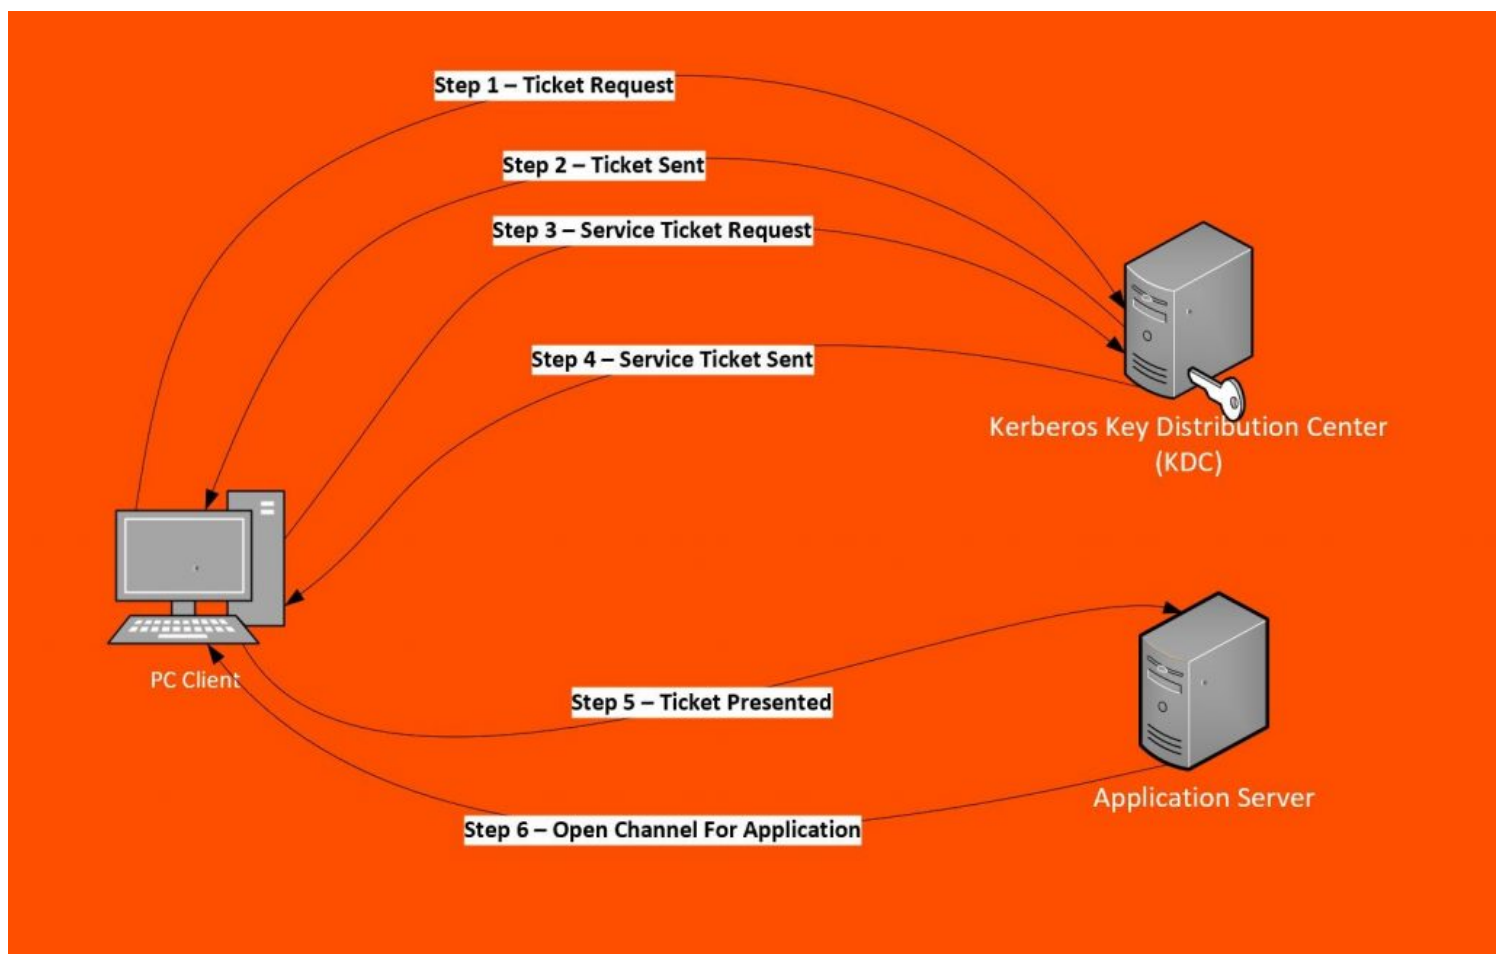 Step 1 – Ticket Request
Step 2 – Ticket Sent
Step 3 – Service Ticket Request
Step 4 – Service Ticket Sent
Kerberos Key Distribution Center
(KDC)
PC Client
Step 5 – Ticket Presented
Application Server
Step 6 – Open Channel For Application